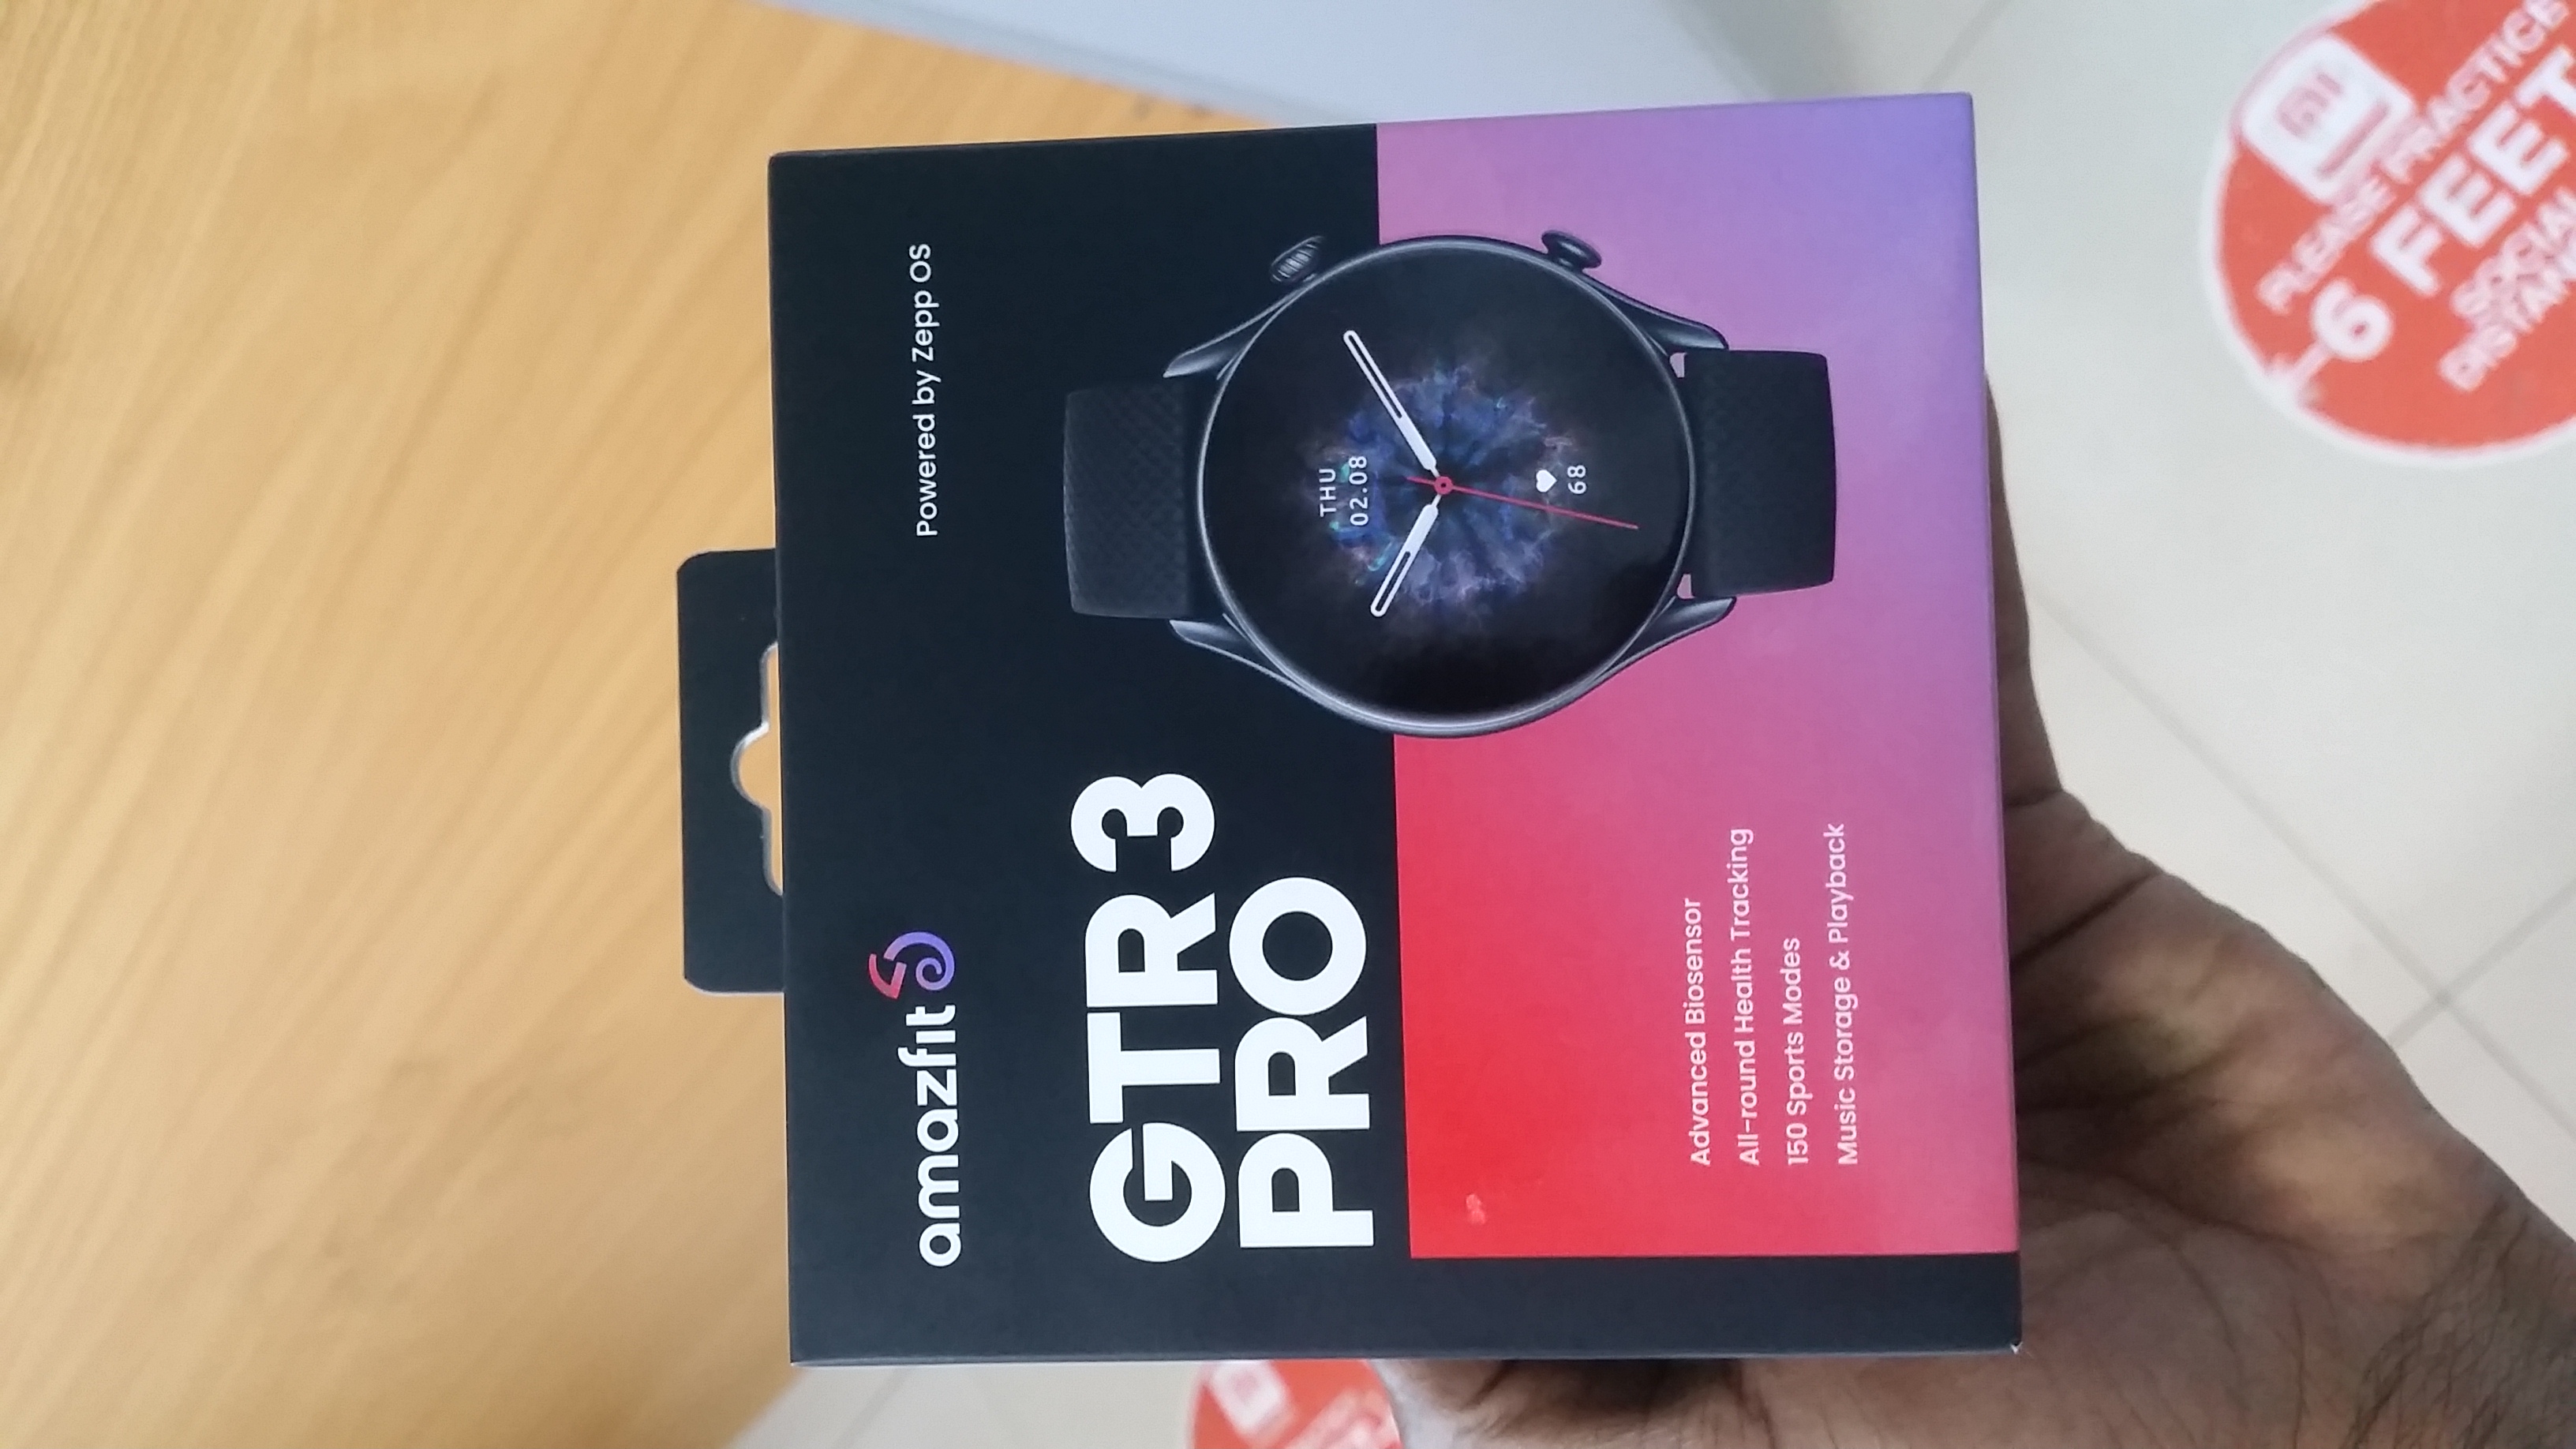 amazfit
Powered by Zepp OS
GTR 3
PRO
THU
02.08
68
Advanced Biosensor
All-round Health Tracking
150 Sports Modes
Music Storage & Playback
PLEASE PRACTICE
6 FEET
SOCIAL